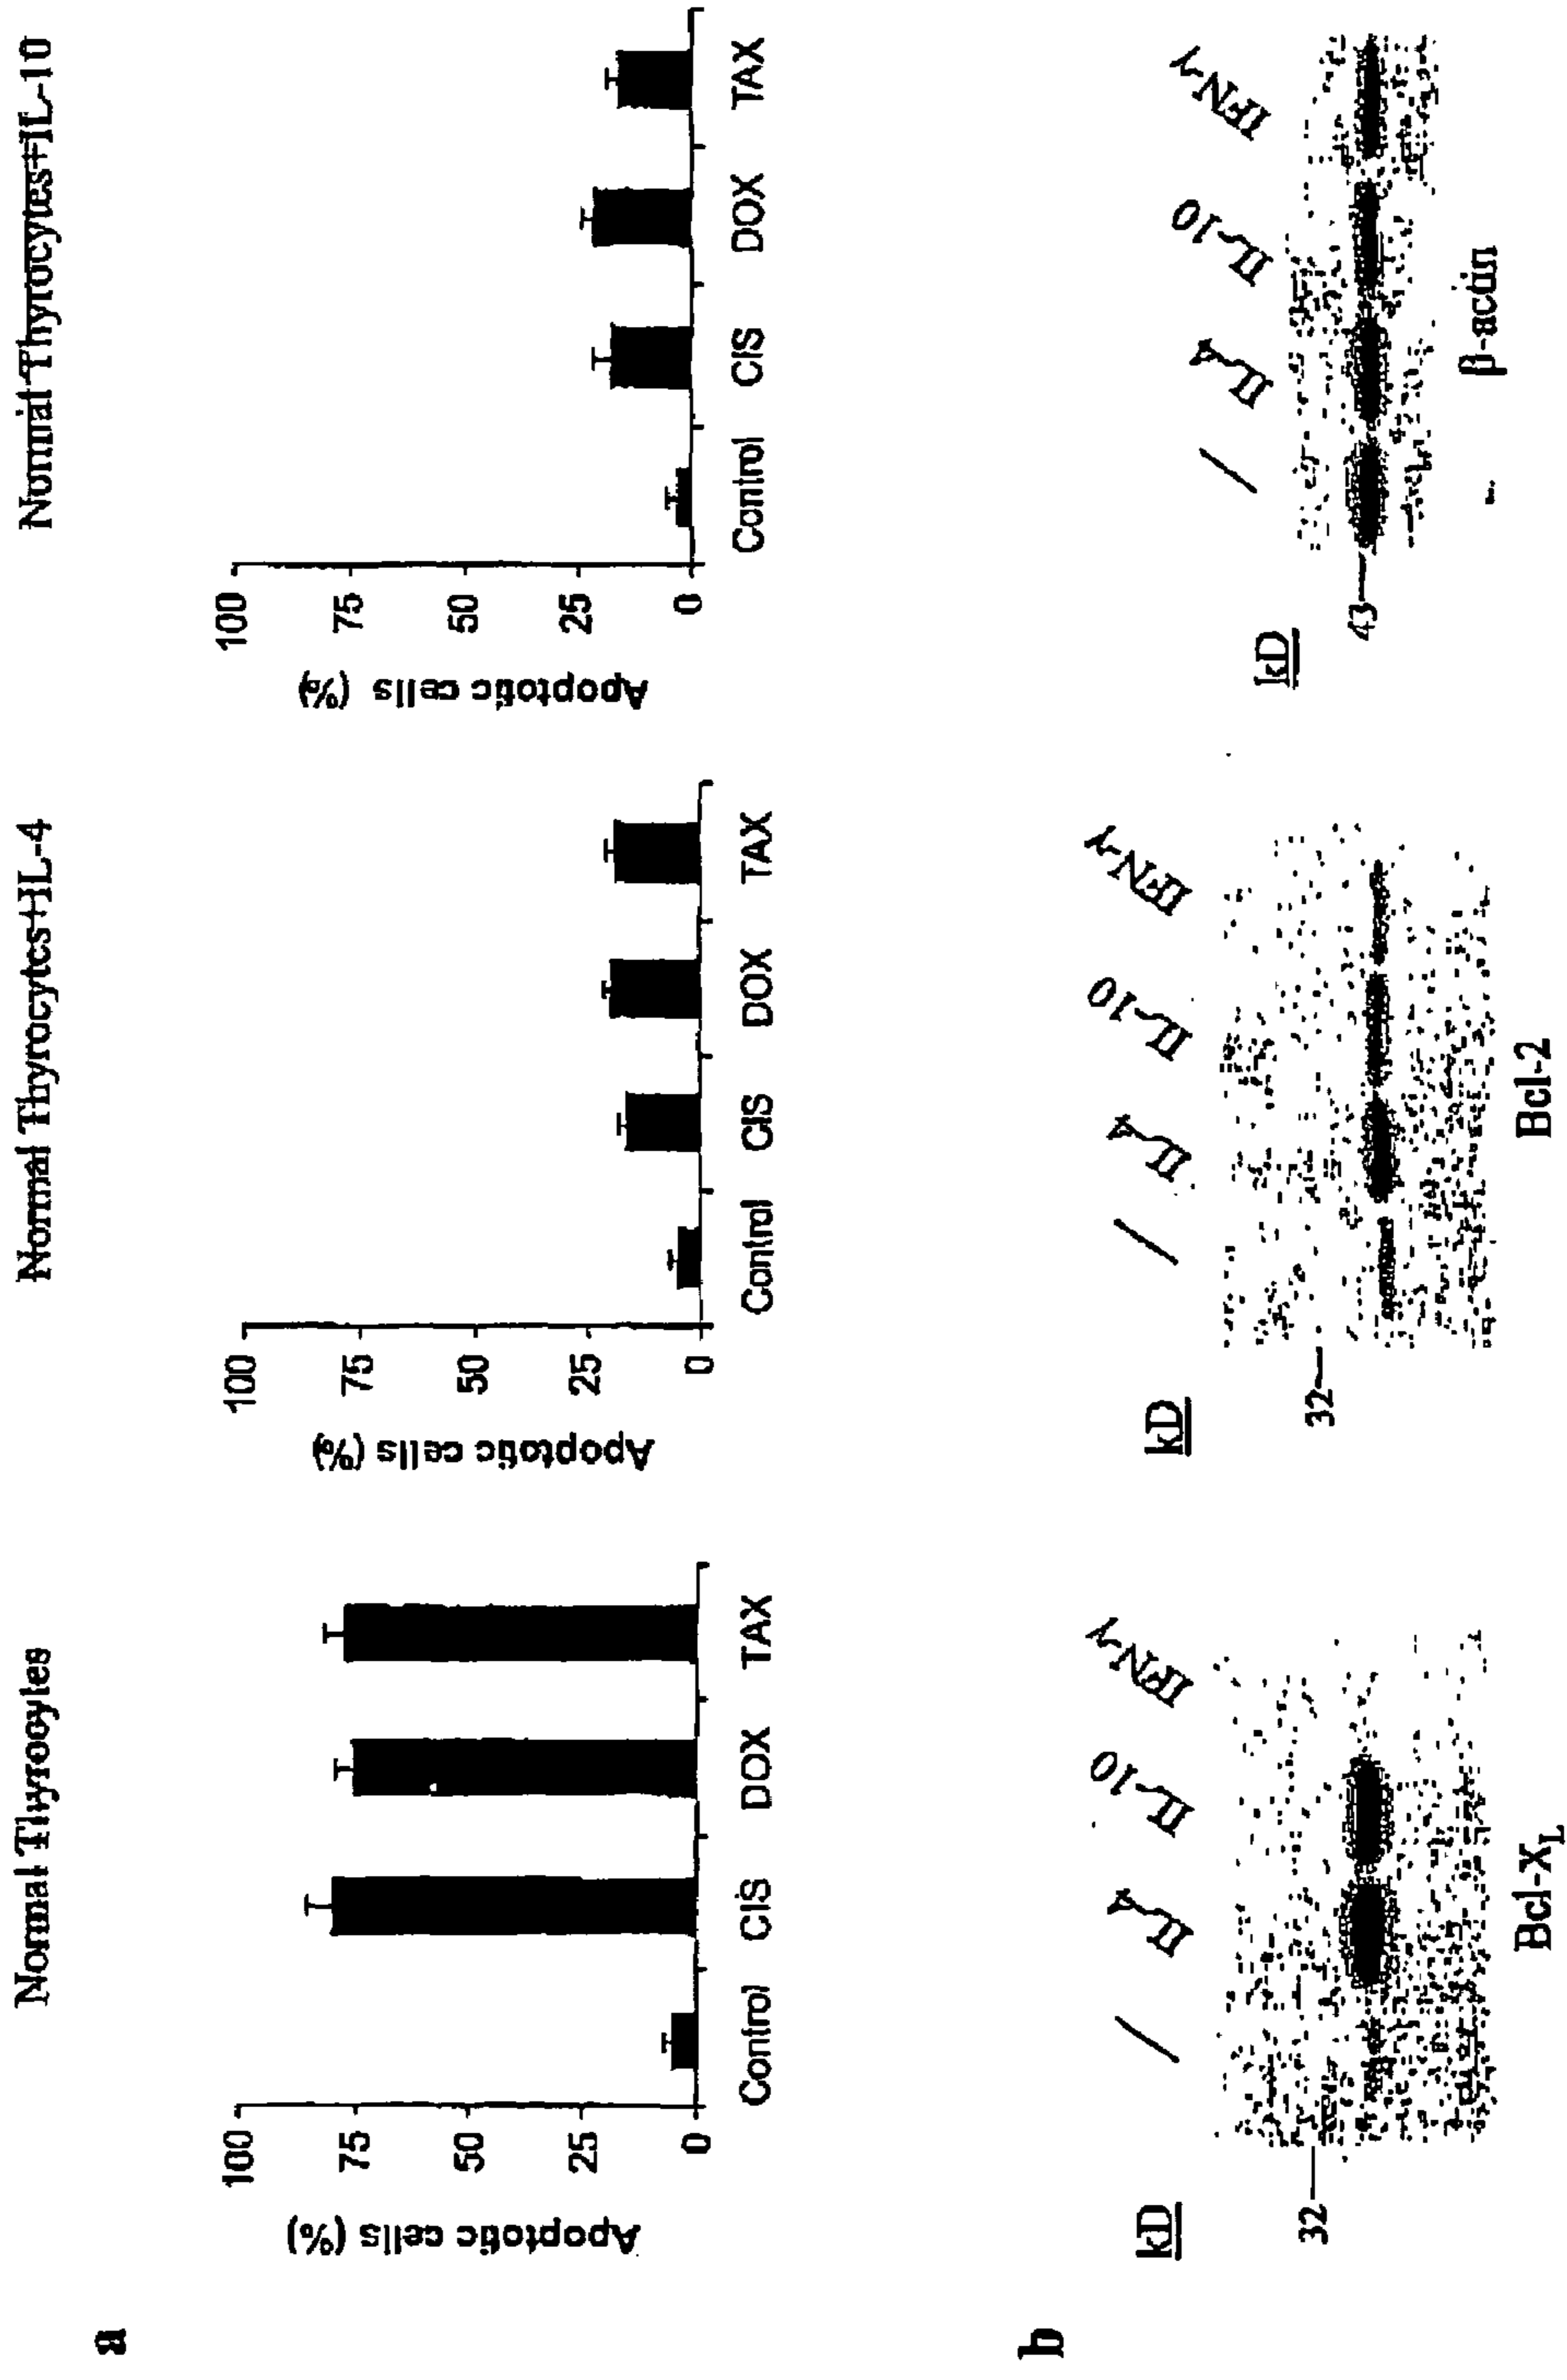 a
Normal Thyrocytes
Apoptotic cells (%)
100
75
50
25
0
Control CIS DOX TAX
Normal Thyrocytes+IL-4
Apoptotic cells (%)
100
75
50
25
0
Control CIS DOX TAX
Normal Thyrocytes+IL-10
Apoptotic cells (%)
100
75
50
25
0
Control CIS DOX TAX
b
kD
/ IL-4 IL-10 IFN-γ
32
Bcl-XL
kD
/ IL-4 IL-10 IFN-γ
32
Bcl-2
kD
/ IL-4 IL-10 IFN-γ
43
β-actin